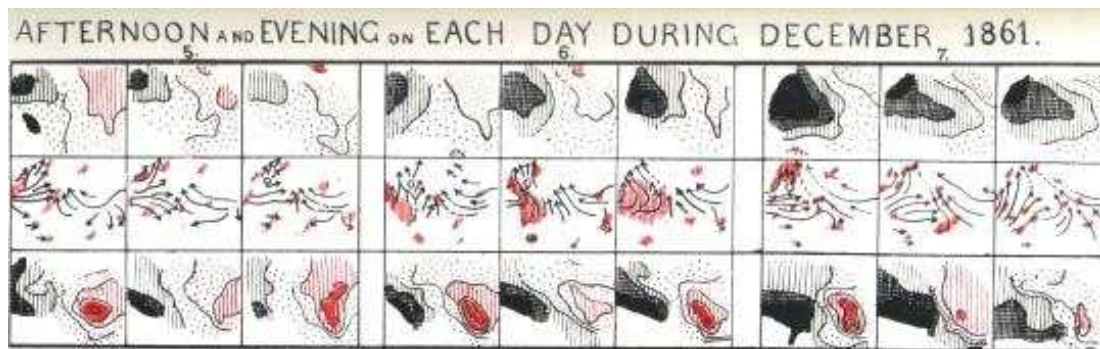 AFTERNOON AND EVENING ON EACH DAY DURING DECEMBER, 1861.
5. 6. 7.